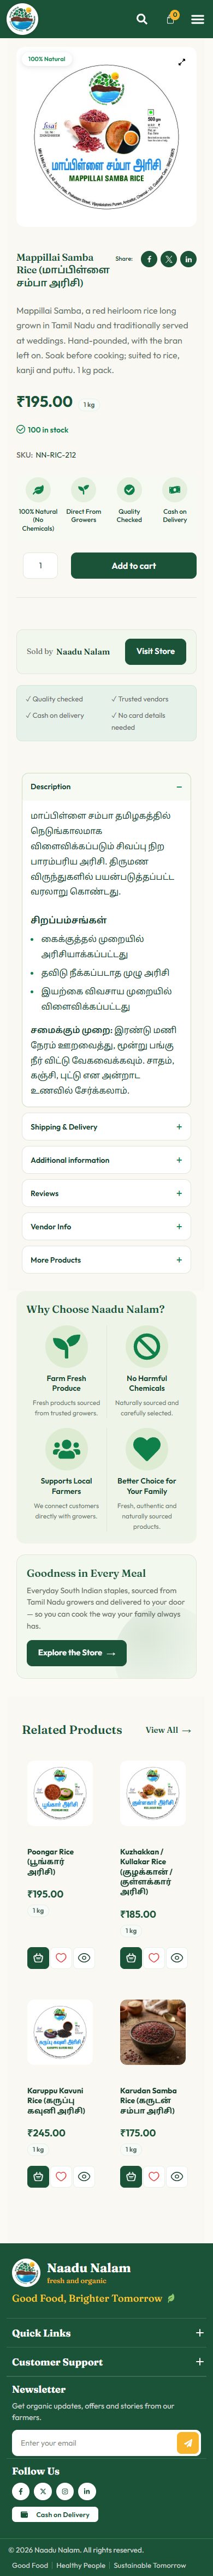 0
100% Natural
மாப்பிள்ளை சம்பா அரிசி
MAPPILLAI SAMBA RICE
fssai
500 gm
Mappillai Samba
Rice (மாப்பிள்ளை
சம்பா அரிசி)
Share:
Mappillai Samba, a red heirloom rice long
grown in Tamil Nadu and traditionally served
at weddings. Hand-pounded, with the bran
left on. Soak before cooking; suited to rice,
kanji and puttu. 1 kg pack.
₹195.00 1 kg
100 in stock
SKU: NN-RIC-212
100% Natural
(No
Chemicals)
Direct From
Growers
Quality
Checked
Cash on
Delivery
1
Add to cart
Sold by Naadu Nalam
Visit Store
✓ Quality checked
✓ Trusted vendors
✓ Cash on delivery
✓ No card details
needed
Description
மாப்பிள்ளை சம்பா தமிழகத்தில்
நெடுங்காலமாக
விளைவிக்கப்படும் சிவப்பு நிற
பாரம்பரிய அரிசி. திருமண
விருந்துகளில் பயன்படுத்தப்பட்ட
வரலாறு கொண்டது.
சிறப்பம்சங்கள்
• கைக்குத்தல் முறையில்
அரிசியாக்கப்பட்டது
• தவிடு நீக்கப்படாத முழு அரிசி
• இயற்கை விவசாய முறையில்
விளைவிக்கப்பட்டது
சமைக்கும் முறை: இரண்டு மணி
நேரம் ஊறவைத்து, மூன்று பங்கு
நீர் விட்டு வேகவைக்கவும். சாதம்,
கஞ்சி, புட்டு என அன்றாட
உணவில் சேர்க்கலாம்.
Shipping & Delivery
Additional information
Reviews
Vendor Info
More Products
Why Choose Naadu Nalam?
Farm Fresh
Produce
Fresh products sourced
from trusted growers.
No Harmful
Chemicals
Naturally sourced and
carefully selected.
Supports Local
Farmers
We connect customers
directly with growers.
Better Choice for
Your Family
Fresh, authentic and
naturally sourced
products.
Goodness in Every Meal
Everyday South Indian staples, sourced from
Tamil Nadu growers and delivered to your door
— so you can cook the way your family always
has.
Explore the Store →
Related Products
View All →
Poongar Rice
(பூங்கார்
அரிசி)
₹195.00
1 kg
Kuzhakkan /
Kullakar Rice
(குழக்கான் /
குள்ளக்கார்
அரிசி)
₹185.00
1 kg
Karuppu Kavuni
Rice (கருப்பு
கவுனி அரிசி)
₹245.00
1 kg
Karudan Samba
Rice (கருடன்
சம்பா அரிசி)
₹175.00
1 kg
Naadu Nalam
fresh and organic
Good Food, Brighter Tomorrow
Quick Links
Customer Support
Newsletter
Get organic updates, offers and stories from our
farmers.
Enter your email
Follow Us
Cash on Delivery
© 2026 Naadu Nalam. All rights reserved.
Good Food | Healthy People | Sustainable Tomorrow